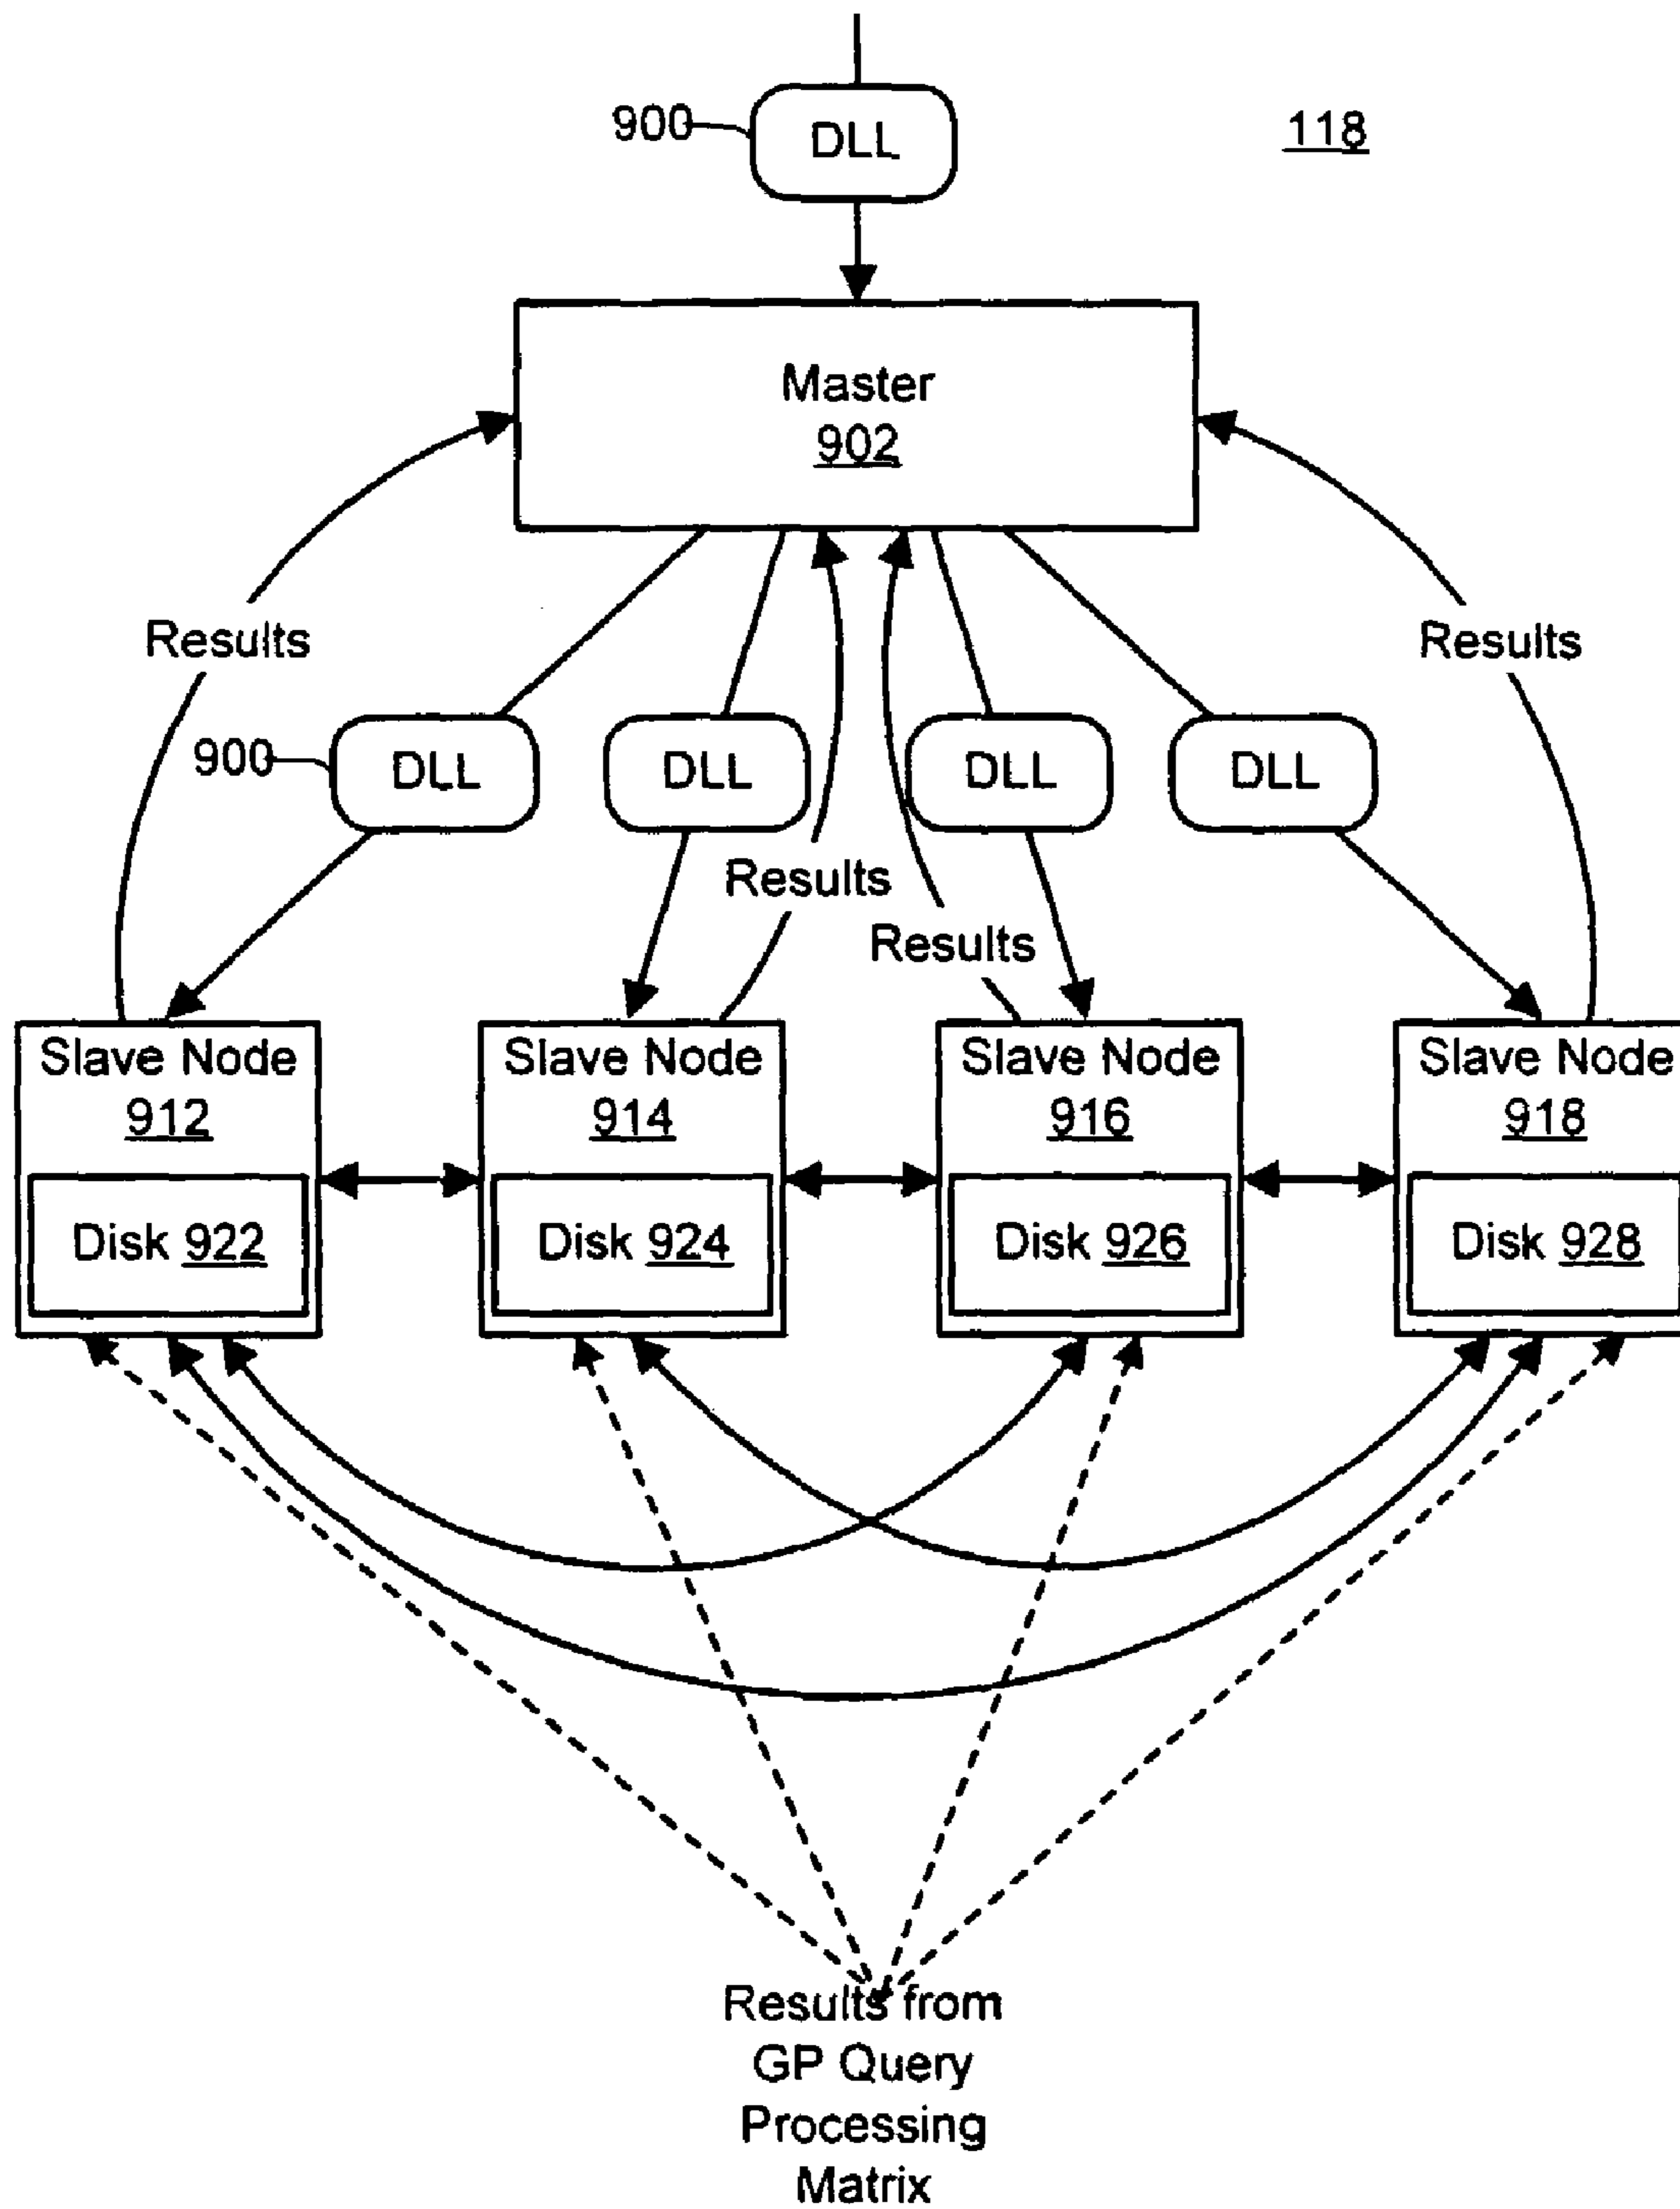 900
DLL
118
Master
902
Results
Results
900
DLL
DLL
DLL
DLL
Results
Results
Slave Node
912
Slave Node
914
Slave Node
916
Slave Node
918
Disk 922
Disk 924
Disk 926
Disk 928
Results from
GP Query
Processing
Matrix